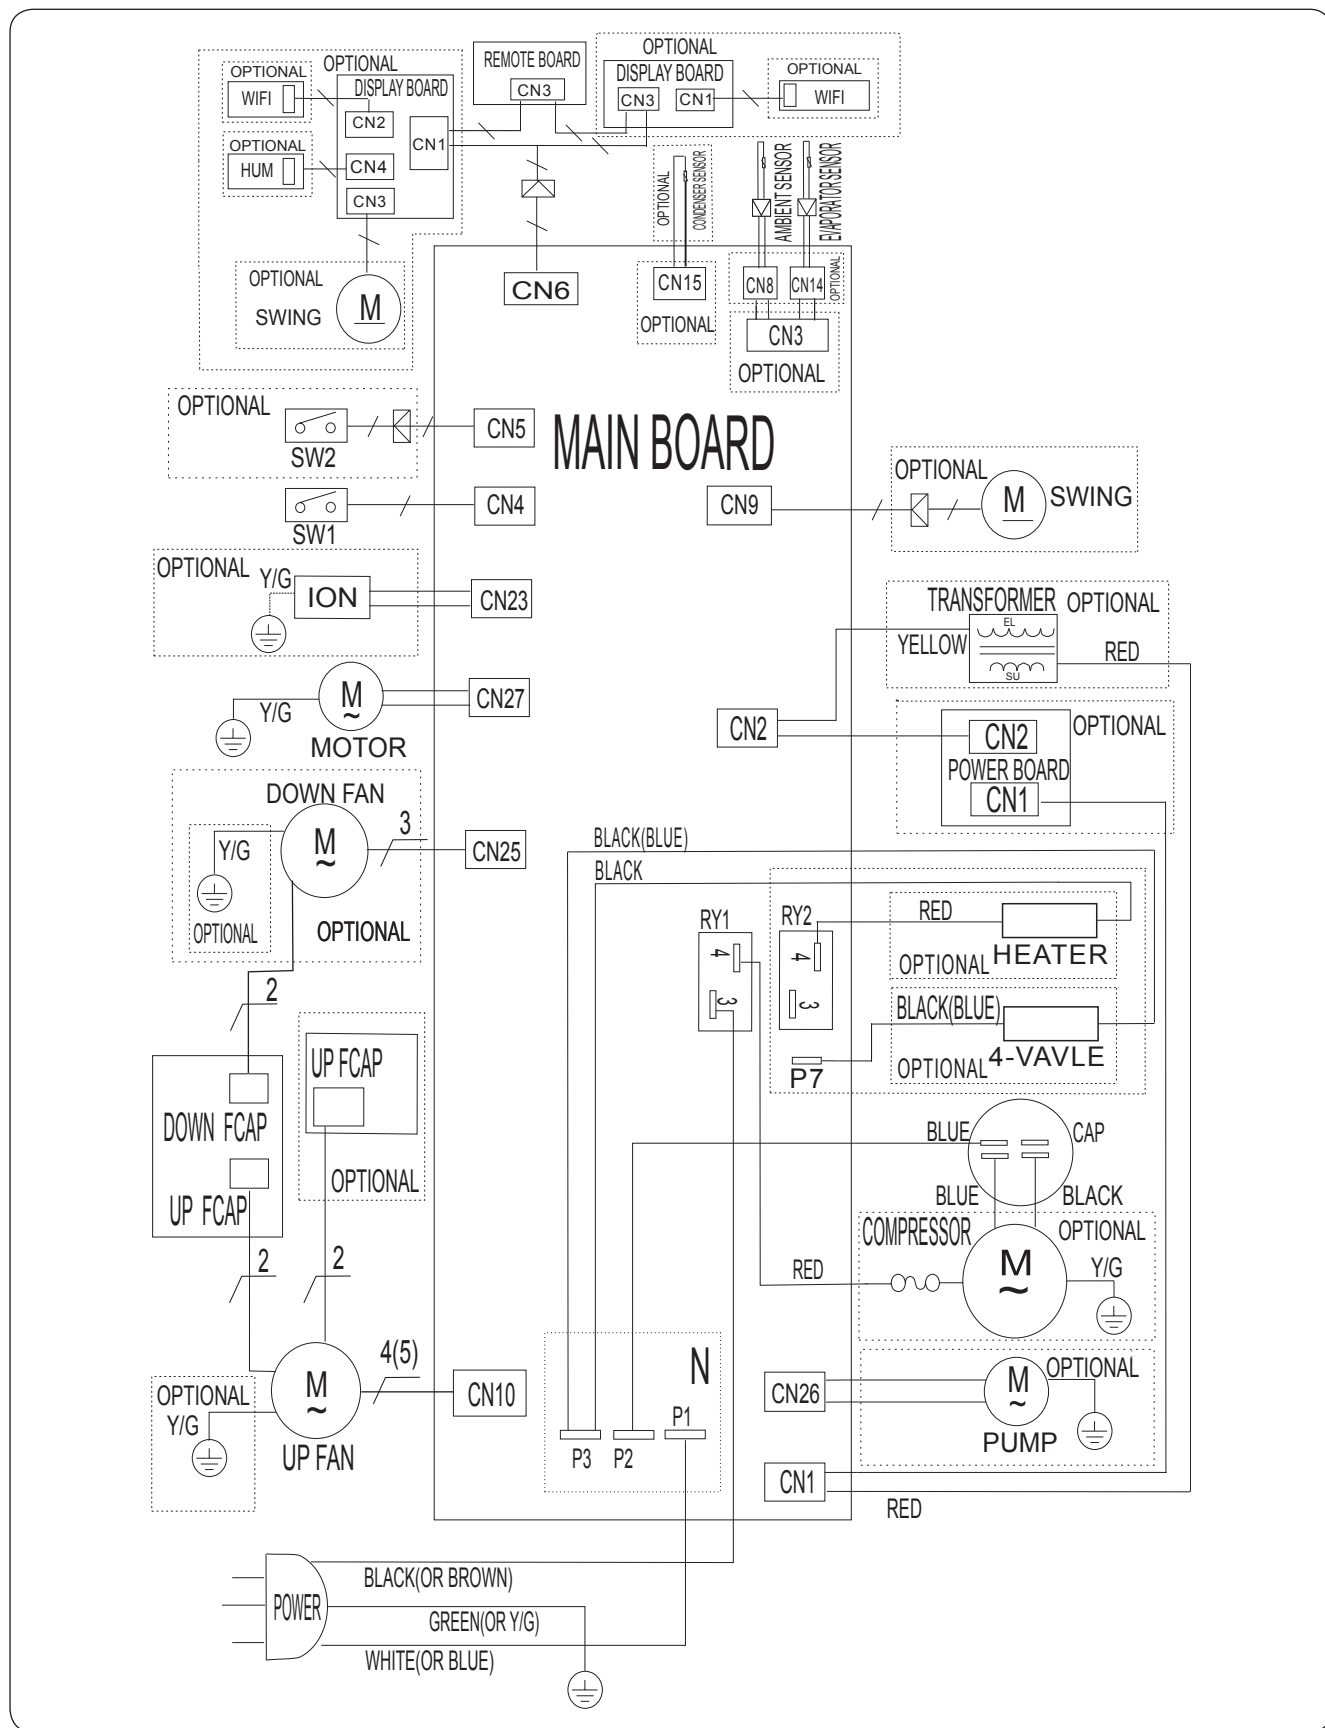 OPTIONAL
REMOTE BOARD
CN3
OPTIONAL
DISPLAY BOARD
CN3
CN1
OPTIONAL
WIFI
OPTIONAL
WIFI
DISPLAY BOARD
CN2
CN1
OPTIONAL
HUM
CN4
CN3
OPTIONAL
SWING
M
CN6
OPTIONAL
CONDENSER SENSOR
CN15
OPTIONAL
AMBIENT SENSOR
EVAPORATOR SENSOR
CN8
CN14
OPTIONAL
CN3
OPTIONAL
OPTIONAL
SW2
CN5
MAIN BOARD
SW1
CN4
CN9
OPTIONAL
M
SWING
OPTIONAL
Y/G
ION
CN23
TRANSFORMER
OPTIONAL
EL
YELLOW
SU
RED
M
~
Y/G
MOTOR
CN27
CN2
CN2
OPTIONAL
POWER BOARD
CN1
DOWN FAN
M
~
Y/G
OPTIONAL
3
CN25
OPTIONAL
BLACK(BLUE)
BLACK
RY1
4
3
RY2
4
3
RED
HEATER
OPTIONAL
BLACK(BLUE)
4-VAVLE
OPTIONAL
P7
2
DOWN FCAP
UP FCAP
UP FCAP
OPTIONAL
2
2
BLUE
CAP
BLUE
BLACK
COMPRESSOR
OPTIONAL
M
~
Y/G
RED
OPTIONAL
Y/G
M
~
UP FAN
4(5)
CN10
N
P3
P2
P1
CN26
M
~
OPTIONAL
PUMP
CN1
RED
POWER
BLACK(OR BROWN)
GREEN(OR Y/G)
WHITE(OR BLUE)